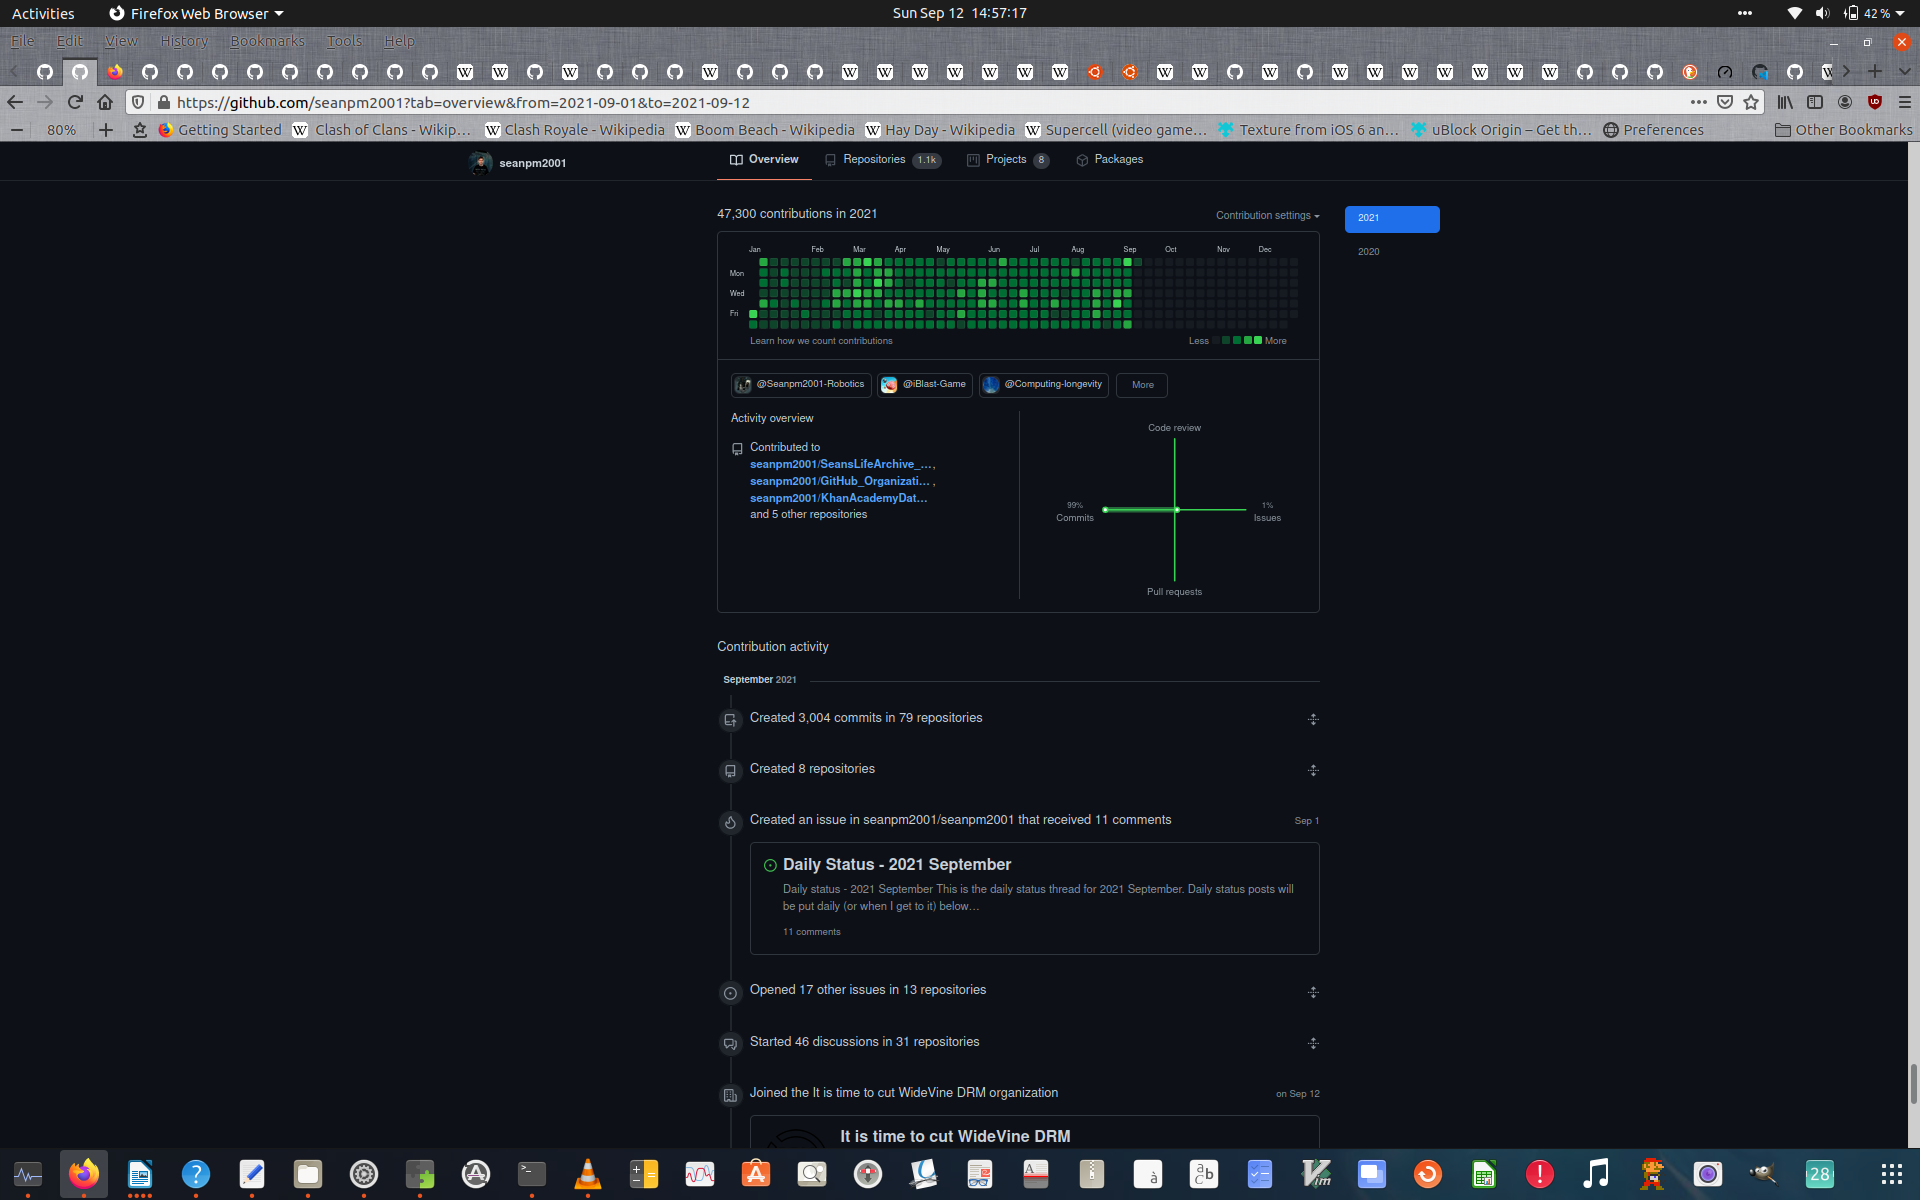 Activities
Firefox Web Browser
Sun Sep 12 14:57:17
42 %
File Edit View History Bookmarks Tools Help
https://github.com/seanpm2001?tab=overview&from=2021-09-01&to=2021-09-12
80%
Getting Started
Clash of Clans - Wikip…
Clash Royale - Wikipedia
Boom Beach - Wikipedia
Hay Day - Wikipedia
Supercell (video game…
Texture from iOS 6 an…
uBlock Origin – Get th…
Preferences
Other Bookmarks
seanpm2001
Overview
Repositories 1.1k
Projects 8
Packages
47,300 contributions in 2021
Contribution settings
2021
2020
Jan Feb Mar Apr May Jun Jul Aug Sep Oct Nov Dec
Mon
Wed
Fri
Learn how we count contributions
Less More
@Seanpm2001-Robotics
@iBlast-Game
@Computing-longevity
More
Activity overview
Contributed to
seanpm2001/SeansLifeArchive_…,
seanpm2001/GitHub_Organizati… ,
seanpm2001/KhanAcademyDat…
and 5 other repositories
Code review
99%
Commits
1%
Issues
Pull requests
Contribution activity
September 2021
Created 3,004 commits in 79 repositories
Created 8 repositories
Created an issue in seanpm2001/seanpm2001 that received 11 comments
Sep 1
Daily Status - 2021 September
Daily status - 2021 September This is the daily status thread for 2021 September. Daily status posts will
be put daily (or when I get to it) below…
11 comments
Opened 17 other issues in 13 repositories
Started 46 discussions in 31 repositories
Joined the It is time to cut WideVine DRM organization
on Sep 12
It is time to cut WideVine DRM
28